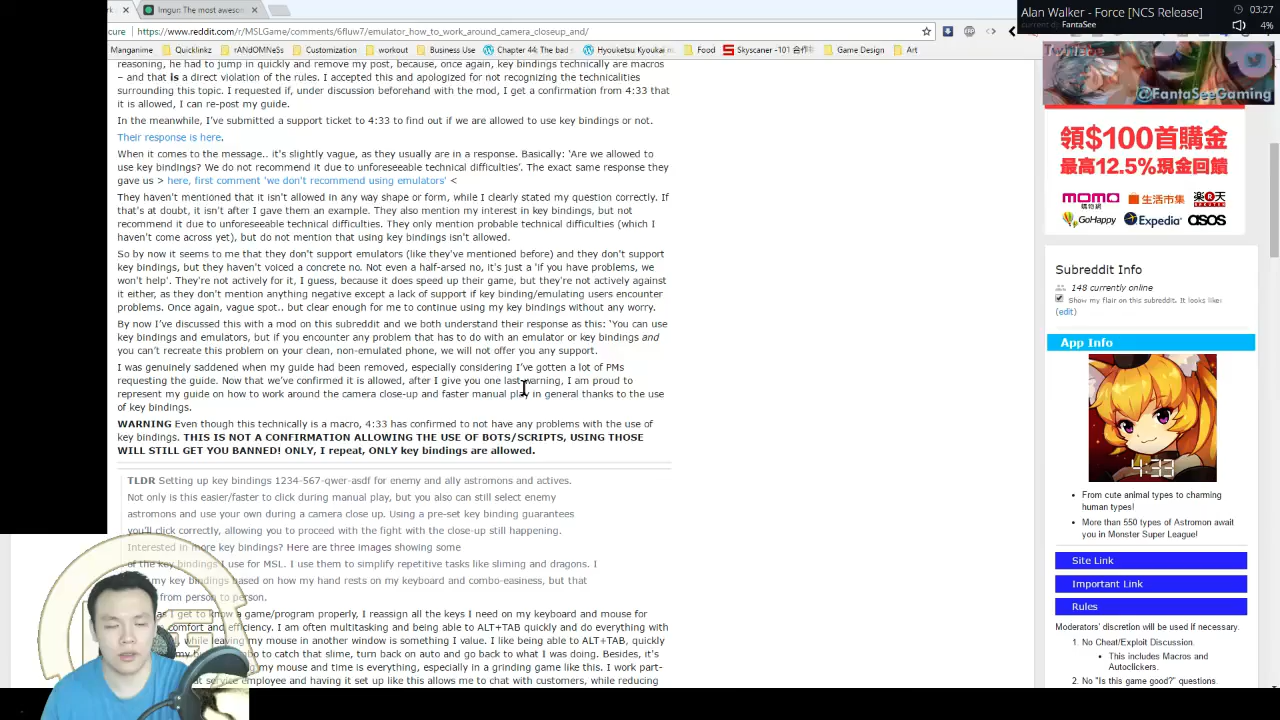 Imgur: The most awesom
Alan Walker - Force [NCS Release]
FantaSee
03:27
4%
www.reddit.com/r/MSLGame/comments/6fluw7/emulator_how_to_work_around_camera_closeup_and/
Manganime
Quicklinkz
rANdOMNeSs
Customization
workout
Business Use
Chapter 44: The bad
Hyouketsu Kyoukai m
Food
Skyscaner -101 合作
Game Design
Art
reasoning, he had to jump in quickly and remove my post, because, once again, key bindings technically are macros
– and that is a direct violation of the rules. I accepted this and apologized for not recognizing the technicalities
surrounding this topic. I requested if, under discussion beforehand with the mod, I get a confirmation from 4:33 that
it is allowed, I can re-post my guide.
In the meanwhile, I've submitted a support ticket to 4:33 to find out if we are allowed to use key bindings or not.
Their response is here.
When it comes to the message.. it's slightly vague, as they usually are in a response. Basically: 'Are we allowed to
use key bindings? We do not recommend it due to unforeseeable technical difficulties'. The exact same response they
gave us > here, first comment 'we don't recommend using emulators' <
They haven't mentioned that it isn't allowed in any way shape or form, while I clearly stated my question correctly. If
that's at doubt, it isn't after I gave them an example. They also mention my interest in key bindings, but not
recommend it due to unforeseeable technical difficulties. They only mention probable technical difficulties (which I
haven't come across yet), but do not mention that using key bindings isn't allowed.
So by now it seems to me that they don't support emulators (like they've mentioned before) and they don't support
key bindings, but they haven't voiced a concrete no. Not even a half-arsed no, it's just a 'if you have problems, we
won't help'. They're not actively for it, I guess, because it does speed up their game, but they're not actively against
it either, as they don't mention anything negative except a lack of support if key binding/emulating users encounter
problems. Once again, vague spot.. but clear enough for me to continue using my key bindings without any worry.
By now I've discussed this with a mod on this subreddit and we both understand their response as this: 'You can use
key bindings and emulators, but if you encounter any problem that has to do with an emulator or key bindings and
you can't recreate this problem on your clean, non-emulated phone, we will not offer you any support.
I was genuinely saddened when my guide had been removed, especially considering I've gotten a lot of PMs
requesting the guide. Now that we've confirmed it is allowed, after I give you one last warning, I am proud to
represent my guide on how to work around the camera close-up and faster manual play in general thanks to the use
of key bindings.
WARNING Even though this technically is a macro, 4:33 has confirmed to not have any problems with the use of
key bindings. THIS IS NOT A CONFIRMATION ALLOWING THE USE OF BOTS/SCRIPTS, USING THOSE
WILL STILL GET YOU BANNED! ONLY, I repeat, ONLY key bindings are allowed.
TLDR Setting up key bindings 1234-567-qwer-asdf for enemy and ally astromons and actives.
Not only is this easier/faster to click during manual play, but you also can still select enemy
astromons and use your own during a camera close up. Using a pre-set key binding guarantees
you'll click correctly, allowing you to proceed with the fight with the close-up still happening.
Interested in more key bindings? Here are three images showing some
of the key bindings I use for MSL. I use them to simplify repetitive tasks like sliming and dragons. I
my key bindings based on how my hand rests on my keyboard and combo-easiness, but that
from person to person.
I get to know a game/program properly, I reassign all the keys I need on my keyboard and mouse for
comfort and efficiency. I am often multitasking and being able to ALT+TAB quickly and do everything with
while leaving my mouse in another window is something I value. I like being able to ALT+TAB, quickly
to catch that slime, turn back on auto and go back to what I was doing. Besides, it's
my mouse and time is everything, especially in a grinding game like this. I work part-
service employee and having it set up like this allows me to chat with customers, while reducing
@FantaSeeGaming
領$100首購金
最高12.5%現金回饋
MOMO
購物網
生活市集
樂天
GoHappy
Expedia
asos
Subreddit Info
148 currently online
Show my flair on this subreddit. It looks like:
(edit)
App Info
4:33
From cute animal types to charming
human types!
More than 550 types of Astromon await
you in Monster Super League!
Site Link
Important Link
Rules
Moderators' discretion will be used if necessary.
1. No Cheat/Exploit Discussion.
This includes Macros and
Autoclickers.
2. No "Is this game good?" questions.